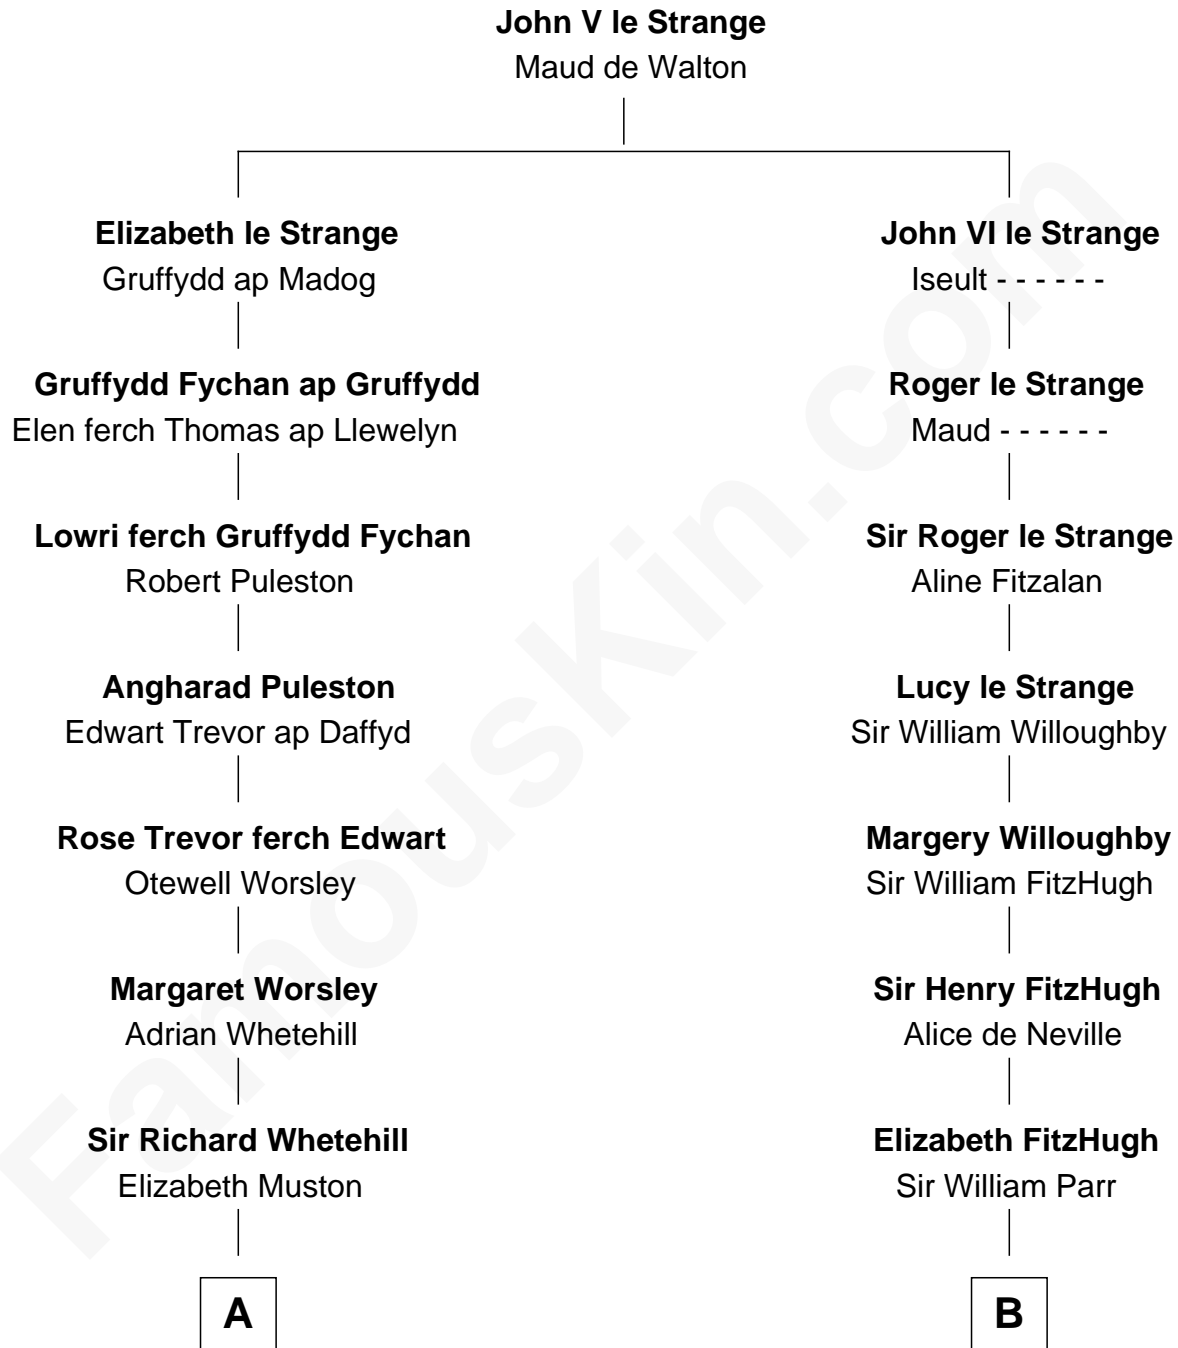 John V le Strange
Maud de Walton
Elizabeth le Strange
Gruffydd ap Madog
Gruffydd Fychan ap Gruffydd
Elen ferch Thomas ap Llewelyn
Lowri ferch Gruffydd Fychan
Robert Puleston
Angharad Puleston
Edwart Trevor ap Daffyd
Rose Trevor ferch Edwart
Otewell Worsley
Margaret Worsley
Adrian Whetehill
Sir Richard Whetehill
Elizabeth Muston
A
John VI le Strange
Iseult - - - - - -
Roger le Strange
Maud - - - - - -
Sir Roger le Strange
Aline Fitzalan
Lucy le Strange
Sir William Willoughby
Margery Willoughby
Sir William FitzHugh
Sir Henry FitzHugh
Alice de Neville
Elizabeth FitzHugh
Sir William Parr
B
FamousKin.com